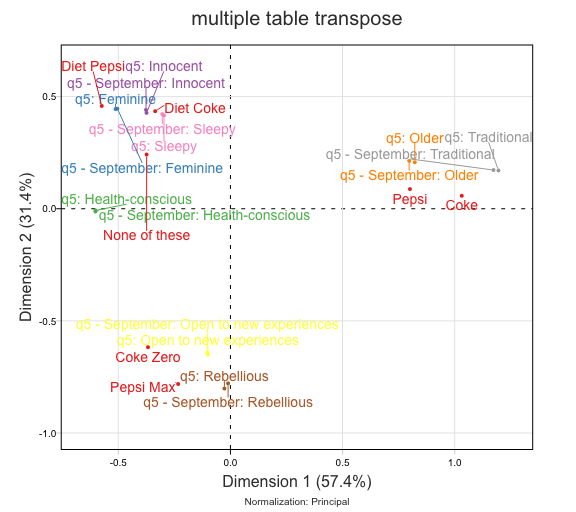 multiple table transpose
Diet Pepsi
q5: Innocent
q5 - September: Innocent
q5: Feminine
Diet Coke
q5 - September: Sleepy
q5: Sleepy
q5 - September: Feminine
q5: Older
q5: Traditional
q5 - September: Traditional
q5 - September: Older
Pepsi
Coke
q5: Health-conscious
q5 - September: Health-conscious
None of these
q5 - September: Open to new experiences
q5: Open to new experiences
Coke Zero
q5: Rebellious
Pepsi Max
q5 - September: Rebellious
0.5
0.0
-0.5
-1.0
Dimension 2 (31.4%)
-0.5
0.0
0.5
1.0
Dimension 1 (57.4%)
Normalization: Principal